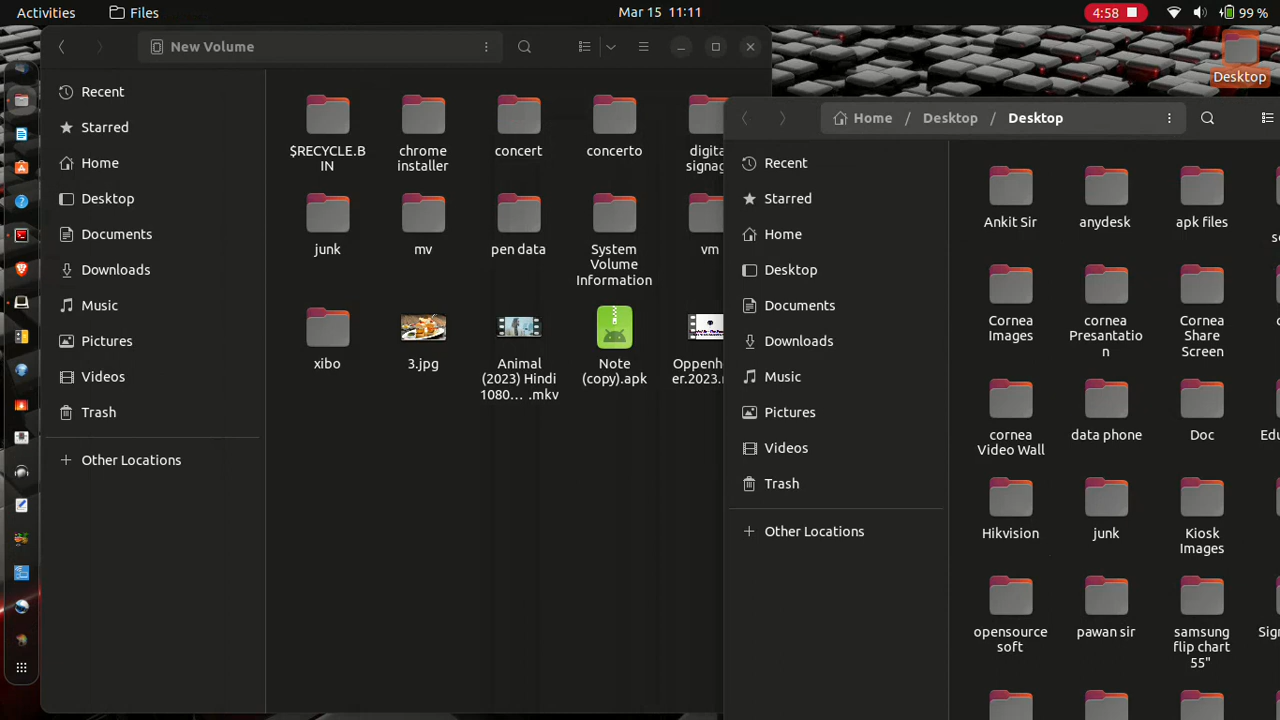 Activities
Files
Mar 15 11:11
4:58
99 %
New Volume
Recent
Starred
Home
Desktop
Documents
Downloads
Music
Pictures
Videos
Trash
Other Locations
$RECYCLE.B
IN
chrome
installer
concert
concerto
digita
signag
junk
mv
pen data
System
Volume
Information
vm
xibo
3.jpg
Animal
(2023) Hindi
1080… .mkv
Note
(copy).apk
Oppenh
er.2023.
Desktop
Home / Desktop / Desktop
Recent
Starred
Home
Desktop
Documents
Downloads
Music
Pictures
Videos
Trash
Other Locations
Ankit Sir
anydesk
apk files
Cornea
Images
cornea
Presentatio
n
Cornea
Share
Screen
cornea
Video Wall
data phone
Doc
Edu
Hikvision
junk
Kiosk
Images
opensource
soft
pawan sir
samsung
flip chart
55"
Sig